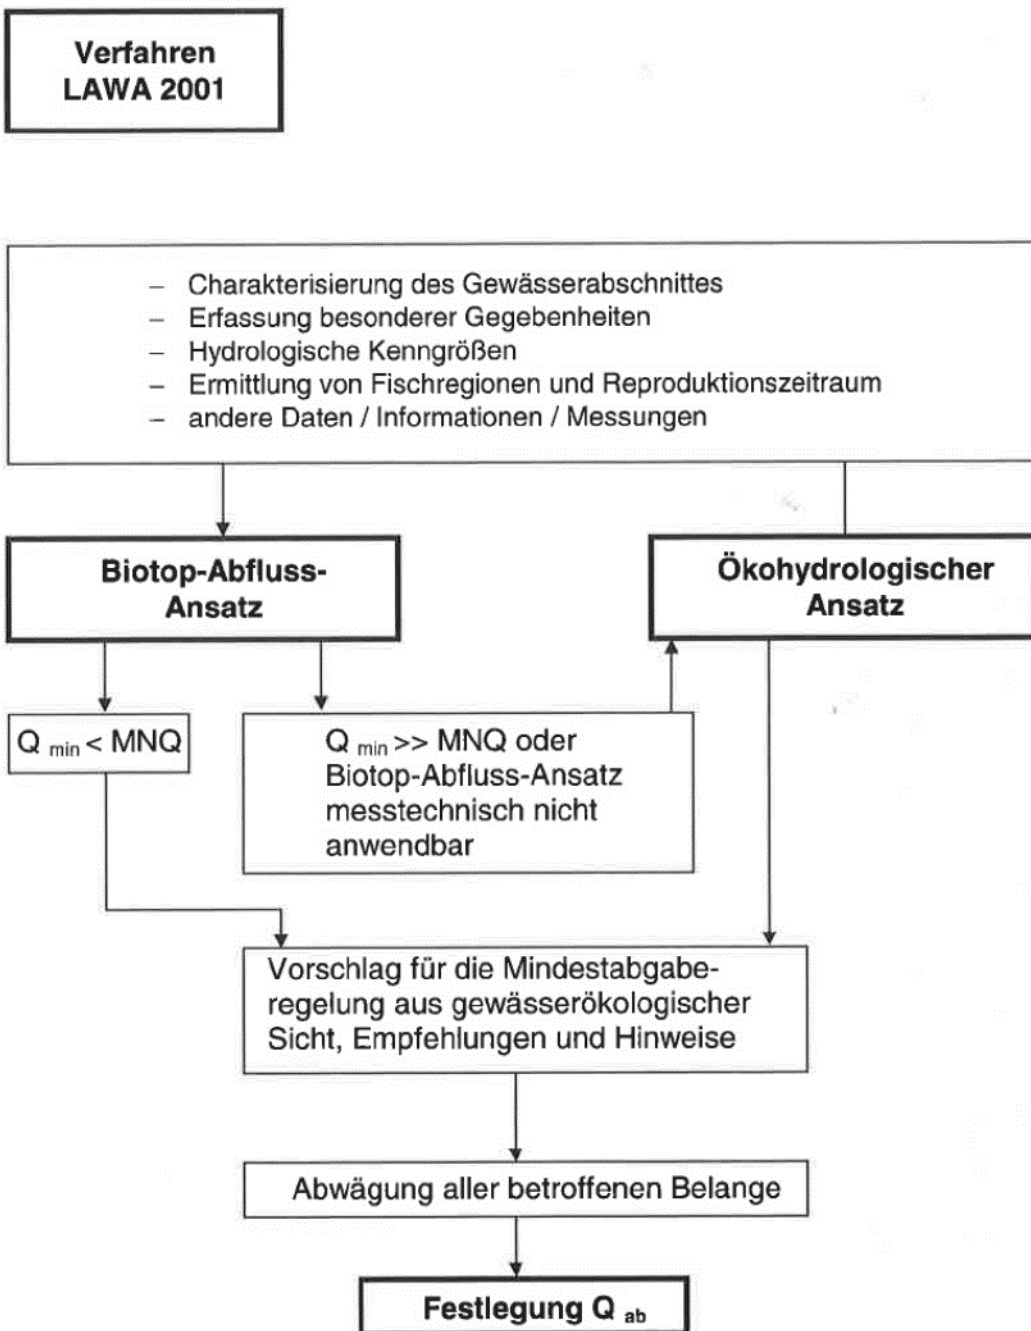 Verfahren
LAWA 2001
– Charakterisierung des Gewässerabschnittes
– Erfassung besonderer Gegebenheiten
– Hydrologische Kenngrößen
– Ermittlung von Fischregionen und Reproduktionszeitraum
– andere Daten / Informationen / Messungen
Biotop-Abfluss-
Ansatz
Ökohydrologischer
Ansatz
Q min < MNQ
Q min >> MNQ oder
Biotop-Abfluss-Ansatz
messtechnisch nicht
anwendbar
Vorschlag für die Mindestabgabe-
regelung aus gewässerökologischer
Sicht, Empfehlungen und Hinweise
Abwägung aller betroffenen Belange
Festlegung Q ab